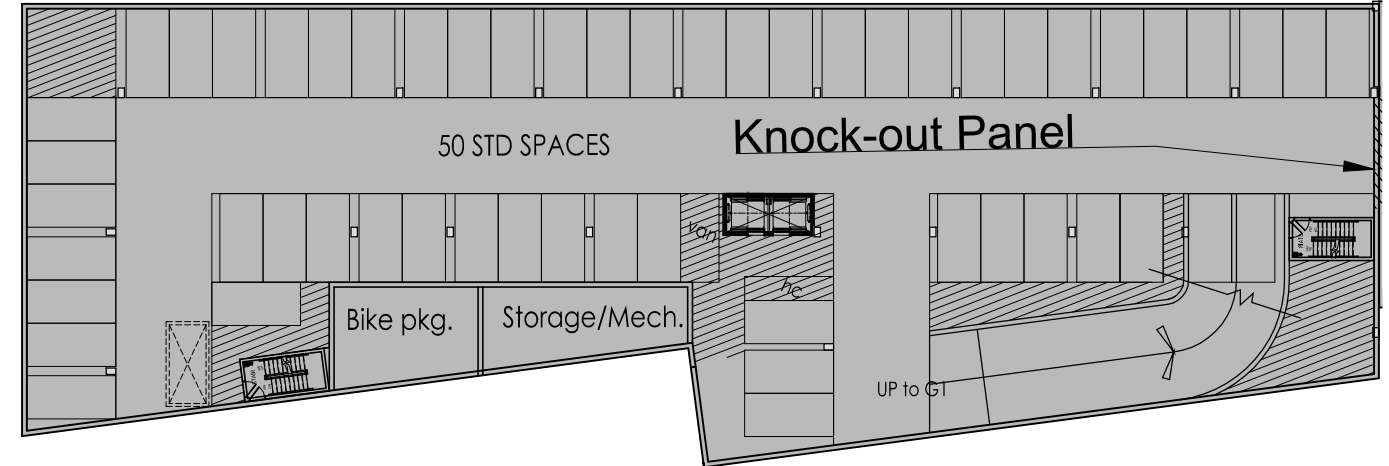 50 STD SPACES
Knock-out Panel
van
hc
Bike pkg.
Storage/Mech.
UP to G1